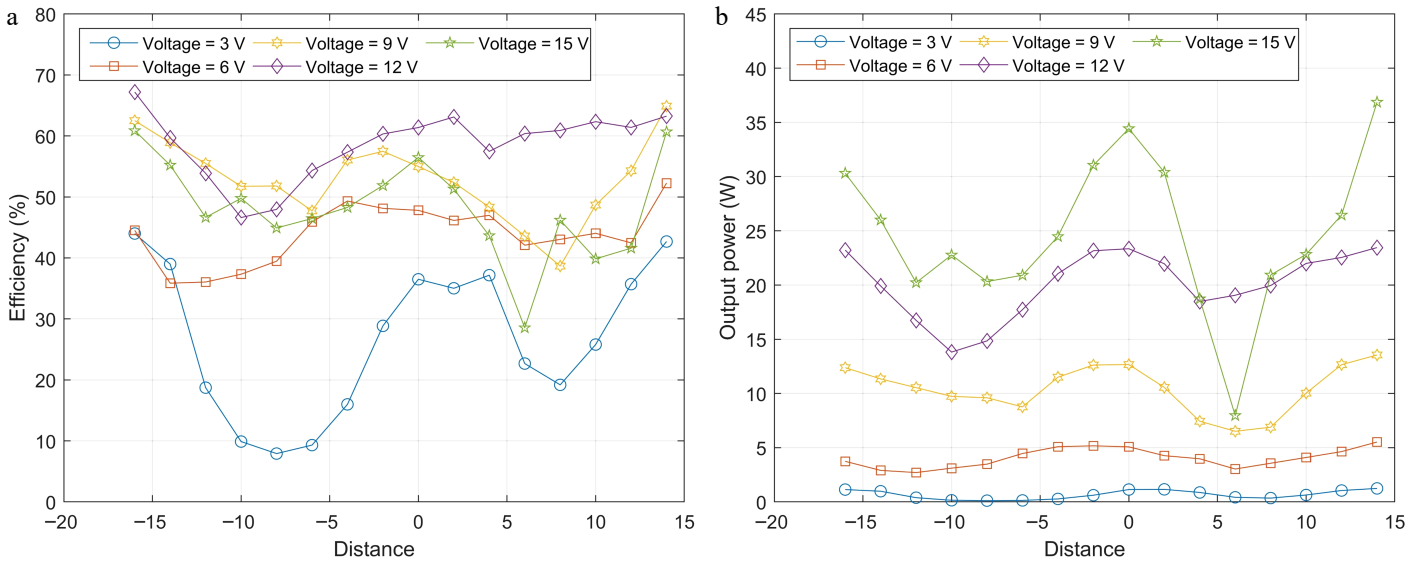 a
80
70
60
50
40
30
20
10
0
Efficiency (%)
Voltage = 3 V
Voltage = 9 V
Voltage = 15 V
Voltage = 6 V
Voltage = 12 V
−20
−15
−10
−5
0
5
10
15
Distance
b
45
40
35
30
25
20
15
10
5
0
Output power (W)
Voltage = 3 V
Voltage = 9 V
Voltage = 15 V
Voltage = 6 V
Voltage = 12 V
−20
−15
−10
−5
0
5
10
15
Distance